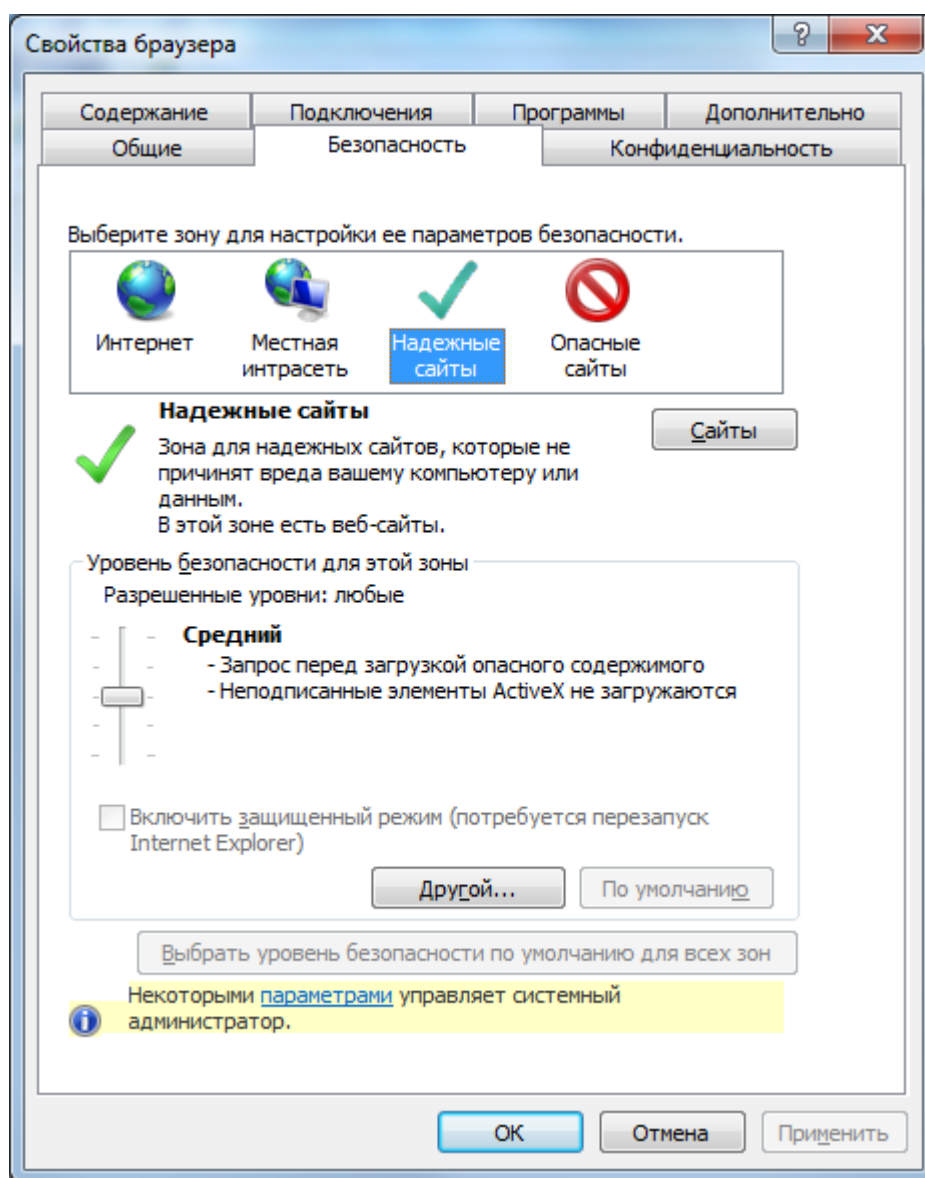 Свойства браузера
Содержание Подключения Программы Дополнительно
Общие Безопасность Конфиденциальность
Выберите зону для настройки ее параметров безопасности.
Интернет Местная интрасеть Надежные сайты Опасные сайты
Надежные сайты
Сайты
Зона для надежных сайтов, которые не
причинят вреда вашему компьютеру или
данным.
В этой зоне есть веб-сайты.
Уровень безопасности для этой зоны
Разрешенные уровни: любые
Средний
- Запрос перед загрузкой опасного содержимого
- Неподписанные элементы ActiveX не загружаются
Включить защищенный режим (потребуется перезапуск
Internet Explorer)
Другой... По умолчанию
Выбрать уровень безопасности по умолчанию для всех зон
Некоторыми параметрами управляет системный
администратор.
ОК Отмена Применить